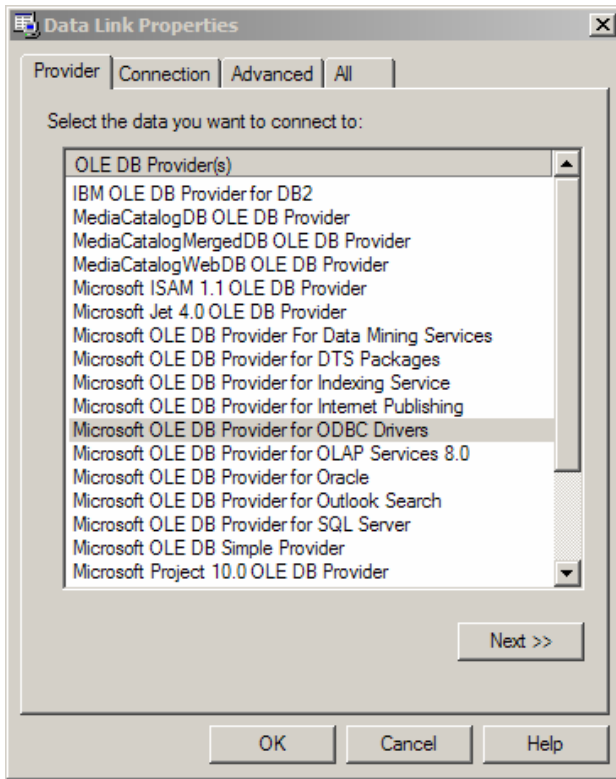 Data Link Properties
Provider Connection Advanced All
Select the data you want to connect to:
OLE DB Provider(s)
IBM OLE DB Provider for DB2
MediaCatalogDB OLE DB Provider
MediaCatalogMergedDB OLE DB Provider
MediaCatalogWebDB OLE DB Provider
Microsoft ISAM 1.1 OLE DB Provider
Microsoft Jet 4.0 OLE DB Provider
Microsoft OLE DB Provider For Data Mining Services
Microsoft OLE DB Provider for DTS Packages
Microsoft OLE DB Provider for Indexing Service
Microsoft OLE DB Provider for Internet Publishing
Microsoft OLE DB Provider for ODBC Drivers
Microsoft OLE DB Provider for OLAP Services 8.0
Microsoft OLE DB Provider for Oracle
Microsoft OLE DB Provider for Outlook Search
Microsoft OLE DB Provider for SQL Server
Microsoft OLE DB Simple Provider
Microsoft Project 10.0 OLE DB Provider
Next >>
OK Cancel Help